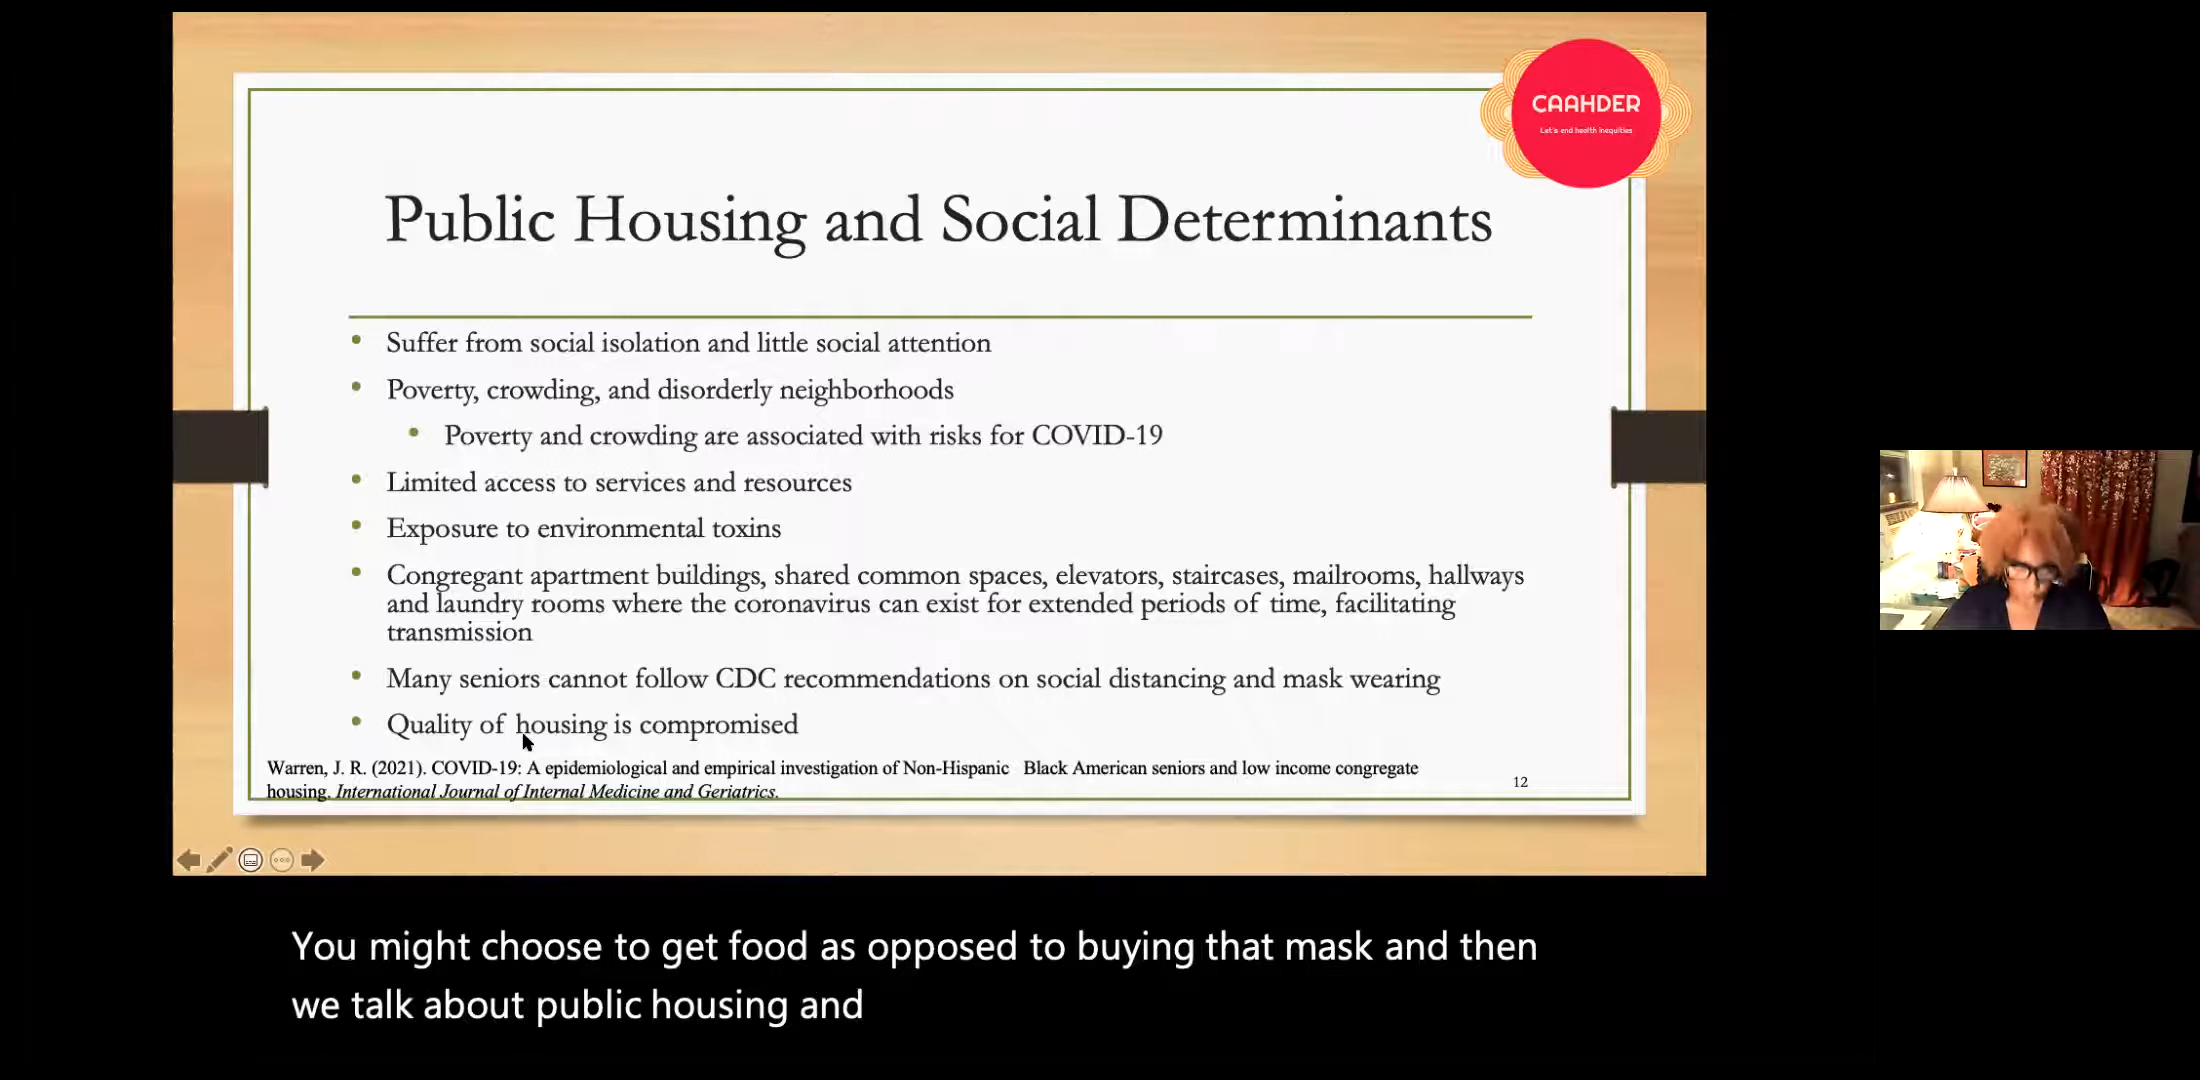 CAAHDER
Let's end health inequities
Public Housing and Social Determinants
• Suffer from social isolation and little social attention
• Poverty, crowding, and disorderly neighborhoods
• Poverty and crowding are associated with risks for COVID-19
• Limited access to services and resources
• Exposure to environmental toxins
• Congregant apartment buildings, shared common spaces, elevators, staircases, mailrooms, hallways
and laundry rooms where the coronavirus can exist for extended periods of time, facilitating
transmission
• Many seniors cannot follow CDC recommendations on social distancing and mask wearing
• Quality of housing is compromised
Warren, J. R. (2021). COVID-19: A epidemiological and empirical investigation of Non-Hispanic Black American seniors and low income congregate
housing. International Journal of Internal Medicine and Geriatrics.
12
You might choose to get food as opposed to buying that mask and then
we talk about public housing and